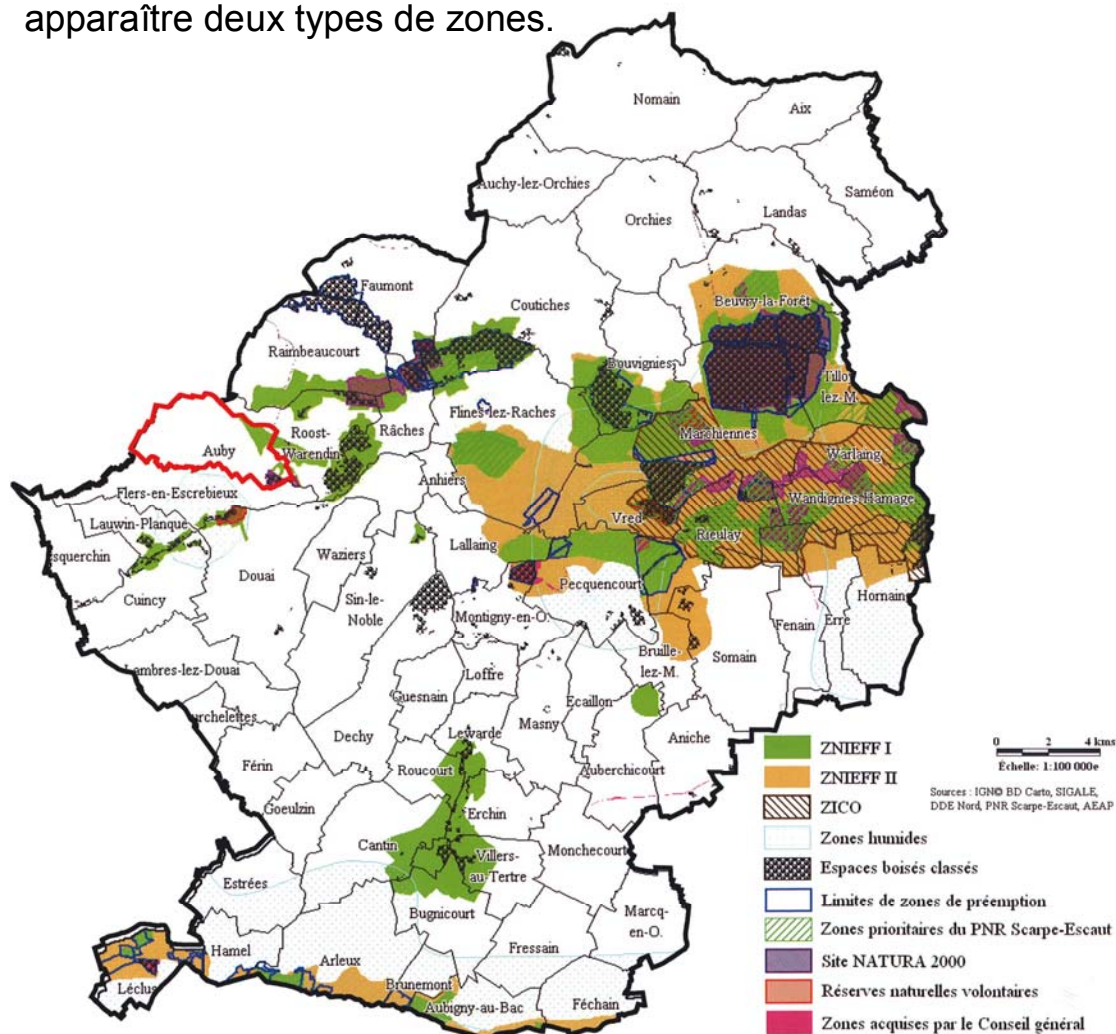 apparaître deux types de zones.
Nomain
Aix
Auchy-lez-Orchies
Saméon
Orchies
Landas
Faumont
Coutiches
Beuvry-la-Forêt
Raimbeaucourt
Bouvignies
Tillo
lez-M.
Flines-lez-Raches
Roost-
Warendin
Râches
Marchiennes
Auby
Warlaing
Anhiers
Flers-en-Escrebieux
Wandignies-Hamage
Vred
Lauwin-Planque
Rieulay
Lallaing
Waziers
squerchin
Douai
Pecquencourt
Cuincy
Sin-le-
Noble
Montigny-en-O.
Hornain
Erre
Fenain
Bruille-
lez-M.
Somain
Lambres-lez-Douai
Loffre
Guesnain
Ecaillon
urchelettes
Masny
Dechy
Lewarde
Aniche
Férin
Roucourt
Auberchicourt
Goeulzin
Erchin
Cantin
Villers-
au-Tertre
Monchecourt
Estrées
Bugnicourt
Marcq-
en-O.
Hamel
Fressain
Arleux
Brunemont
Lécluse
Aubigny-au-Bac
Féchain
ZNIEFF I
ZNIEFF II
ZICO
Zones humides
Espaces boisés classés
Limites de zones de préemption
Zones prioritaires du PNR Scarpe-Escaut
Site NATURA 2000
Réserves naturelles volontaires
Zones acquises par le Conseil général
0 2 4 kms
Échelle: 1:100 000e
Sources : IGN© BD Carto, SIGALE,
DDE Nord, PNR Scarpe-Escaut, AEAP